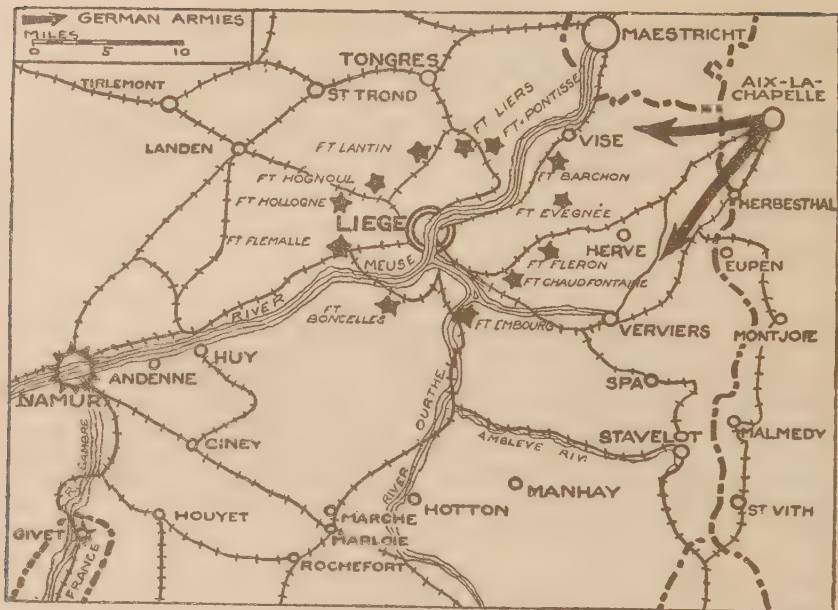 GERMAN ARMIES
MILES
0 5 10
MAESTRICHT
TONGRES
AIX-LA-
CHAPELLE
TIRLEMONT
ST TROND
FT LIERS
FT. PONTISSE
VISE
LANDEN
FT LANTIN
FT BARCHON
FT HOGNOUL
FT HOLLOGNE
FT EVEGNÉE
HERBESTHAL
LIEGE
HERVE
FT. FLEMALLE
MEUSE
FT FLERON
EUPEN
FT CHAUDFONTAINE
RIVER
FT
BONCELLES
FT EMBOURG
VERVIERS
MONTJOIE
HUY
ANDENNE
NAMUR
SPA
OURTHE
RIVER
AMBLEVE RIV.
STAVELOT
MALMEDY
CINEY
R. SAMBRE
MANHAY
HOTTON
ST VITH
HOUYET
MARCHE
MARLOIE
GIVET
ROCHEFORT
FRANCE